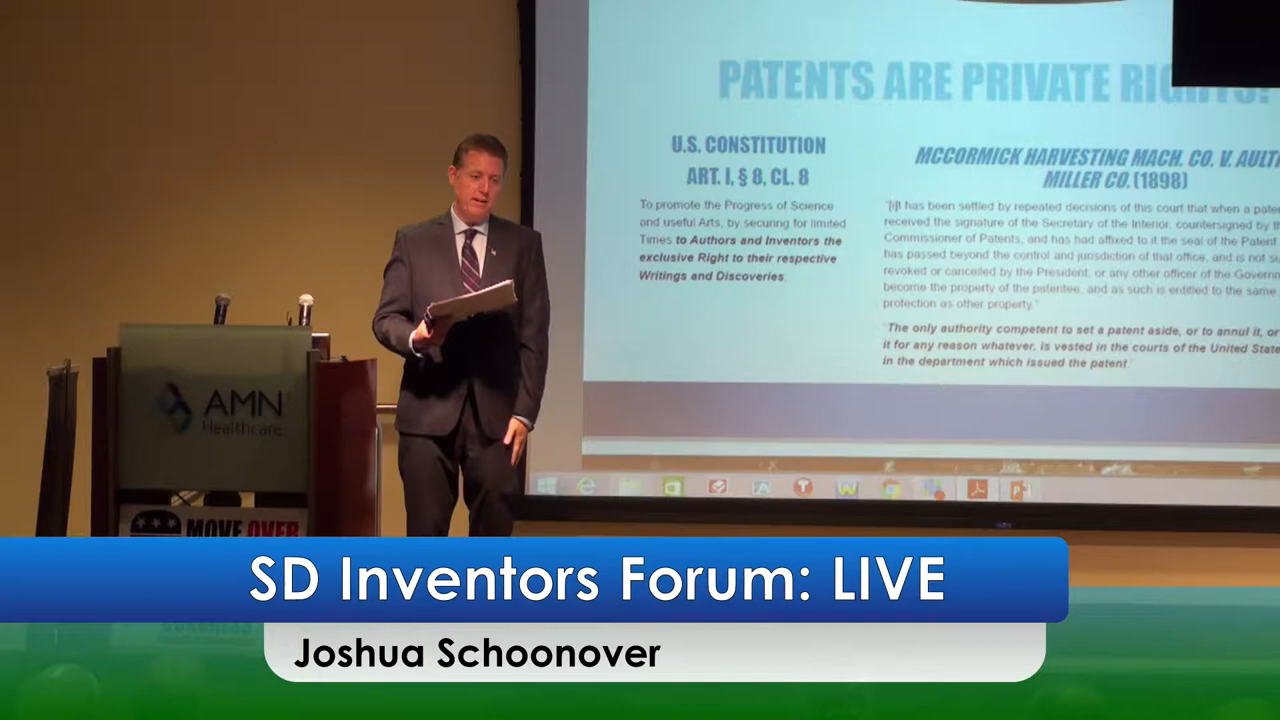 PATENTS ARE PRIVATE
U.S. CONSTITUTION
ART. I, § 8, CL. 8
To promote the Progress of Science
and useful Arts, by securing for limited
Times to Authors and Inventors the
exclusive Right to their respective
Writings and Discoveries.
MCCORMICK HARVESTING MACH. CO. V.
MILLER CO. (1898)
"[i]t has been settled by repeated decisions of this court that when a
received the signature of the Secretary of the Interior, countersigned by
Commissioner of Patents, and has had affixed to it the seal of the Patent
has passed beyond the control and jurisdiction of that office, and is not
revoked or cancelled by the President, or any other officer of the
become the property of the patentee, and as such is entitled to the same
protection as other property."
"The only authority competent to set a patent aside, or to annul it,
it for any reason whatever, is vested in the courts of the United
in the department which issued the patent."
AMN
Healthcare
MOVE OVER
SD Inventors Forum: LIVE
Joshua Schoonover